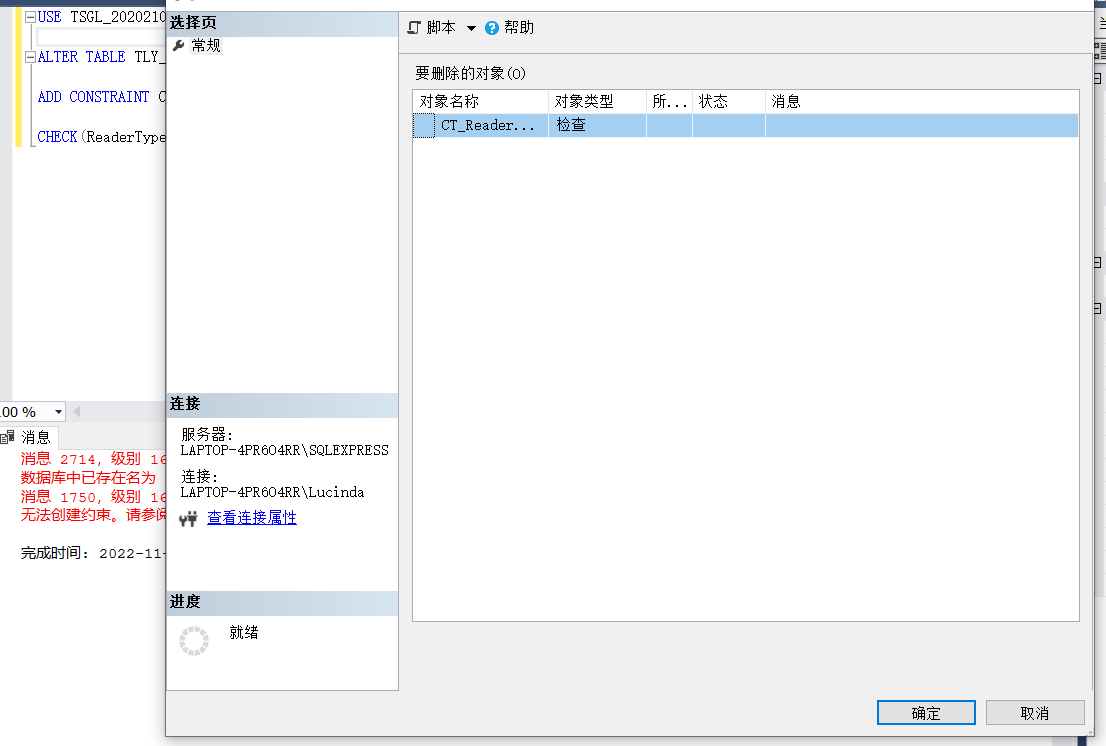 USE TSGL_2020210
ALTER TABLE TLY_
ADD CONSTRAINT C
CHECK(ReaderType
00 %
消息
消息 2714, 级别 16
数据库中已存在名为
消息 1750, 级别 16
无法创建约束。请参阅
完成时间: 2022-11-
选择页
常规
连接
服务器:
LAPTOP-4PR6O4RR\SQLEXPRESS
连接:
LAPTOP-4PR6O4RR\Lucinda
查看连接属性
进度
就绪
脚本 帮助
要删除的对象(O)
对象名称 对象类型 所... 状态 消息
CT_Reader... 检查
确定 取消